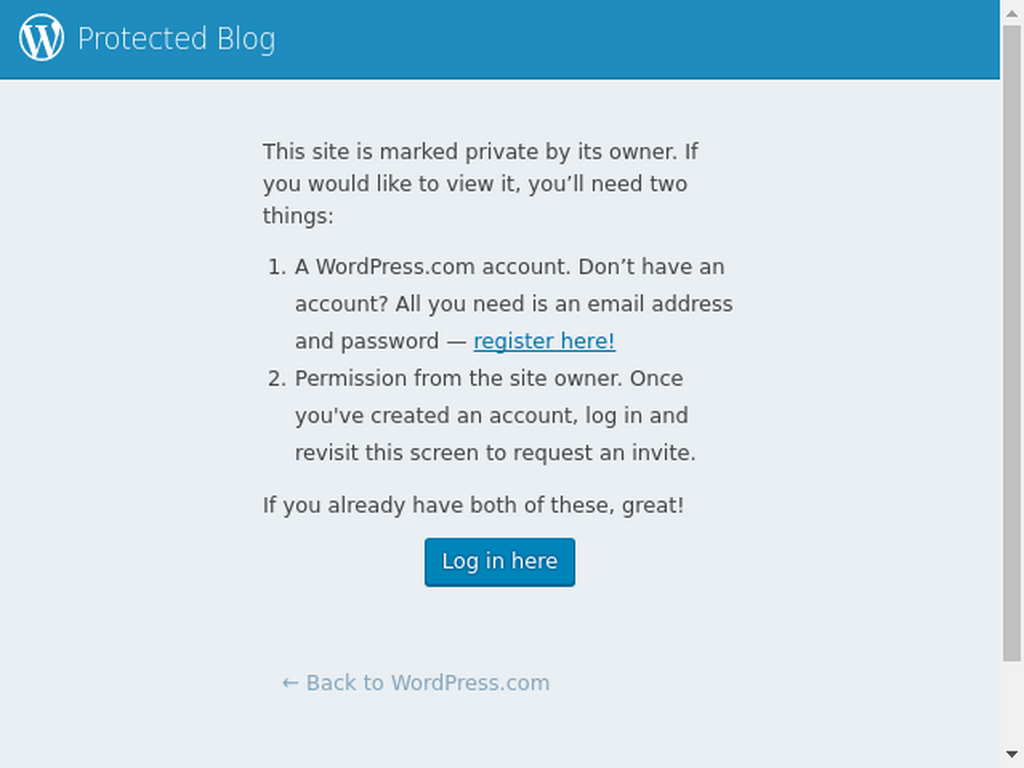 Protected Blog
This site is marked private by its owner. If
you would like to view it, you’ll need two
things:
1. A WordPress.com account. Don’t have an
account? All you need is an email address
and password — register here!
2. Permission from the site owner. Once
you've created an account, log in and
revisit this screen to request an invite.
If you already have both of these, great!
Log in here
← Back to WordPress.com